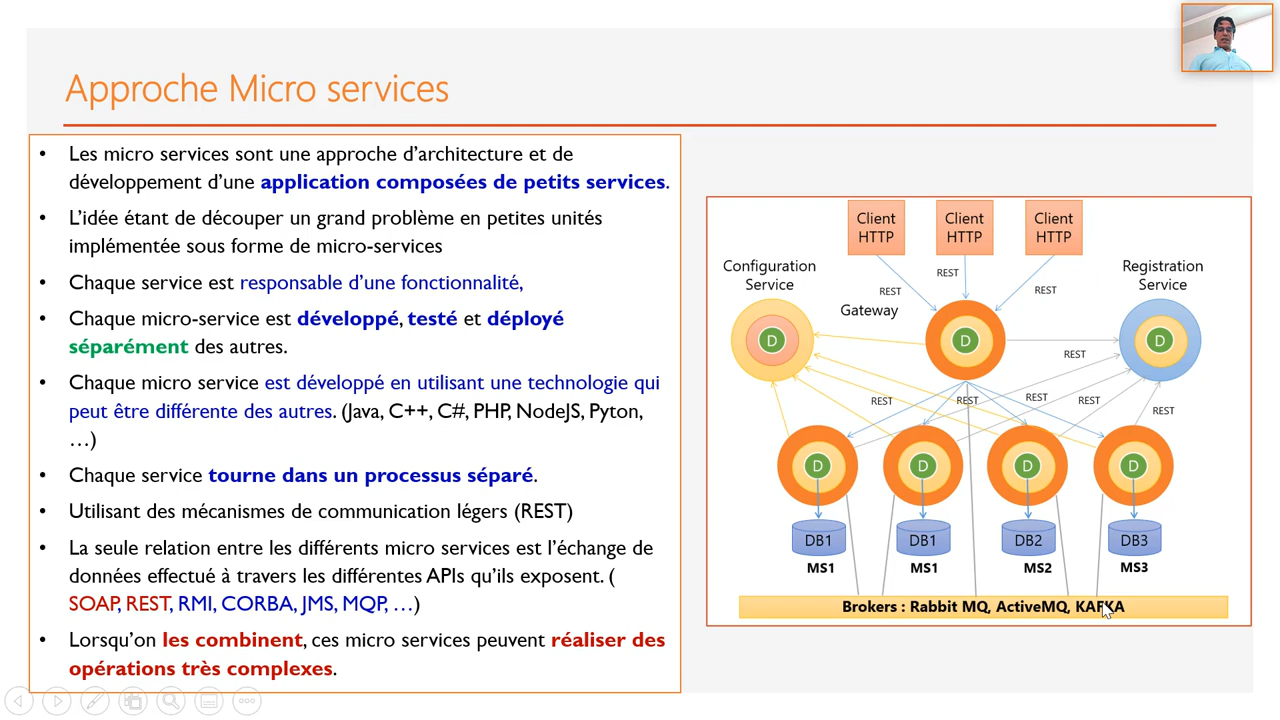 Approche Micro services
• Les micro services sont une approche d’architecture et de
développement d’une application composées de petits services.
• L’idée étant de découper un grand problème en petites unités
implémentée sous forme de micro-services
• Chaque service est responsable d’une fonctionnalité,
• Chaque micro-service est développé, testé et déployé
séparément des autres.
• Chaque micro service est développé en utilisant une technologie qui
peut être différente des autres. (Java, C++, C#, PHP, NodeJS, Pyton,
…)
• Chaque service tourne dans un processus séparé.
• Utilisant des mécanismes de communication légers (REST)
• La seule relation entre les différents micro services est l’échange de
données effectué à travers les différentes APIs qu’ils exposent. (
SOAP, REST, RMI, CORBA, JMS, MQP, …)
• Lorsqu’on les combinent, ces micro services peuvent réaliser des
opérations très complexes.
Client HTTP
Client HTTP
Client HTTP
Configuration Service
Registration Service
REST
REST
REST
Gateway
D
D
D
REST
REST
REST
REST
REST
REST
D
D
D
D
DB1
DB1
DB2
DB3
MS1
MS1
MS2
MS3
Brokers : Rabbit MQ, ActiveMQ, KAFKA